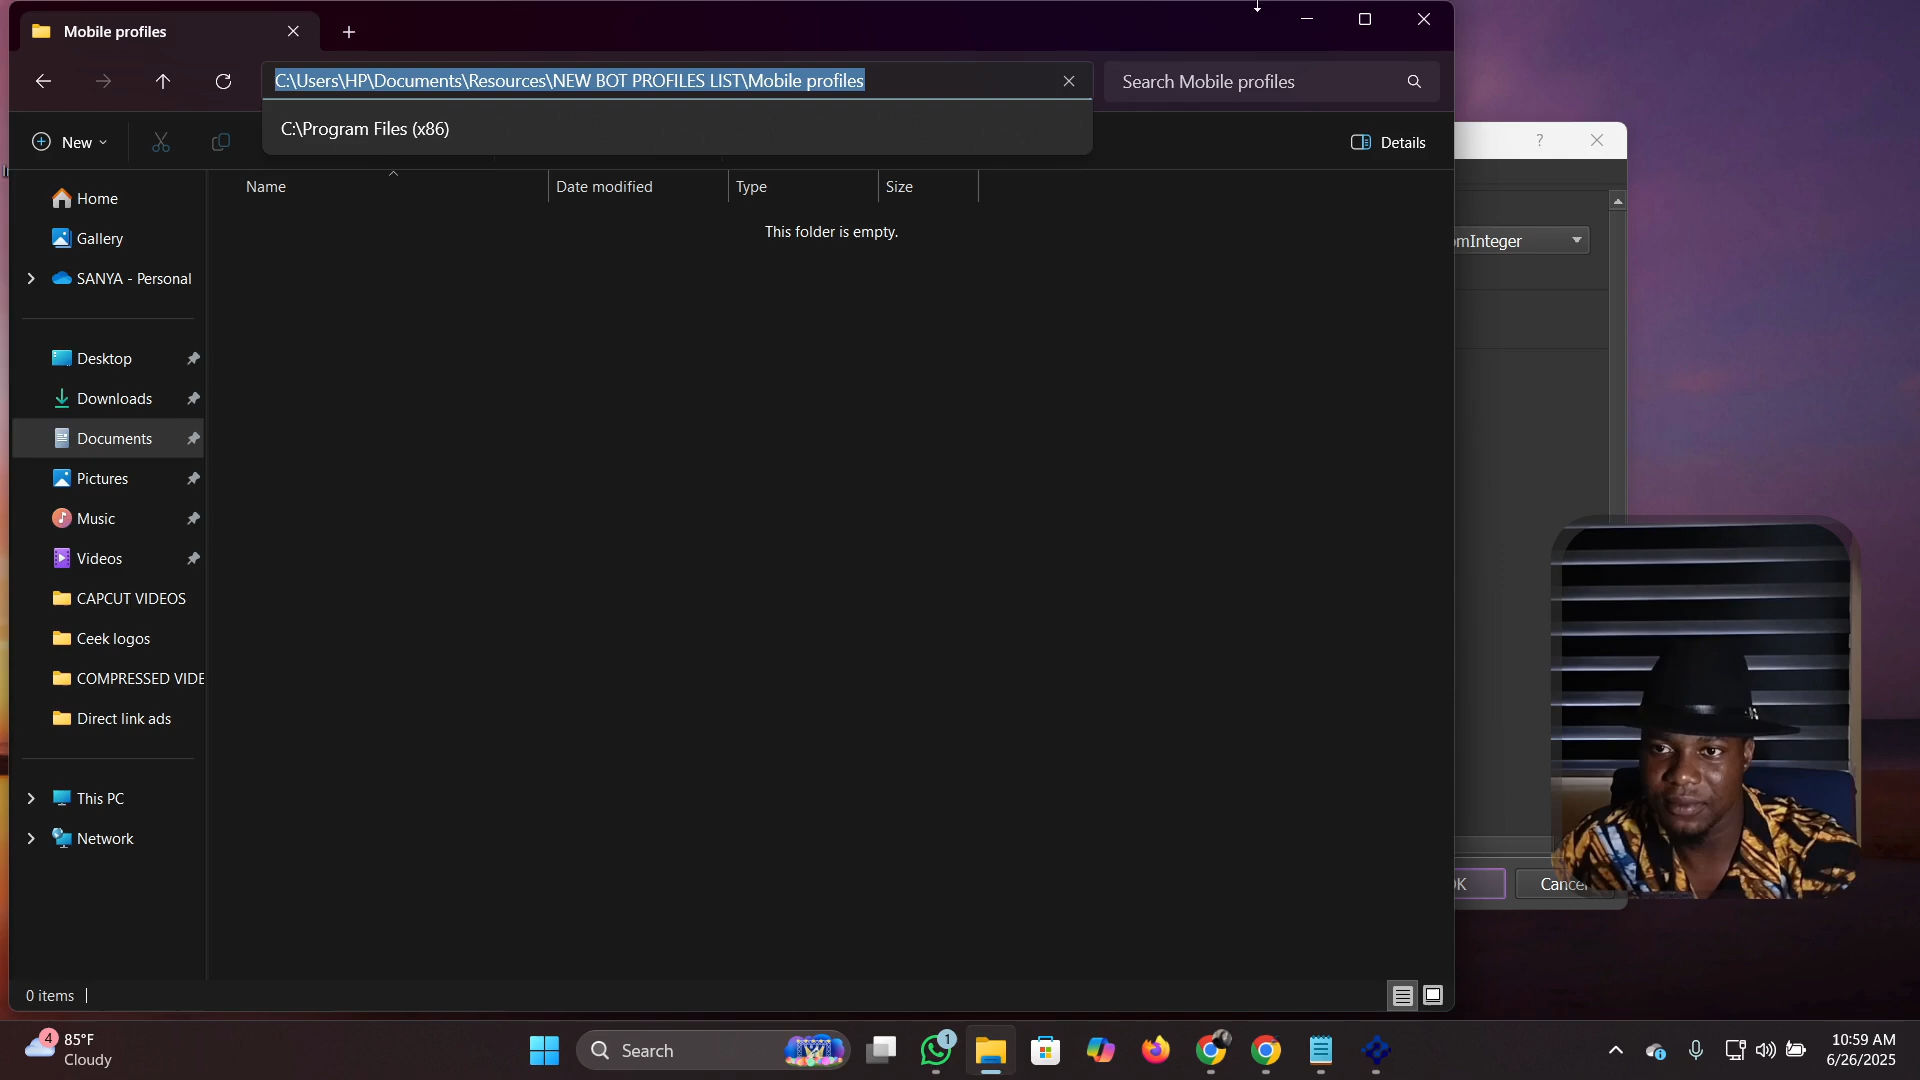 Mobile profiles
C:\Users\HP\Documents\Resources\NEW BOT PROFILES LIST\Mobile profiles
Search Mobile profiles
C:\Program Files (x86)
New
Details
Name
Date modified
Type
Size
This folder is empty.
Home
Gallery
SANYA - Personal
Desktop
Downloads
Documents
Pictures
Music
Videos
CAPCUT VIDEOS
Ceek logos
COMPRESSED VIDE
Direct link ads
This PC
Network
0 items
?
mInteger
Cancel
4
85°F
Cloudy
Search
1
10:59 AM
6/26/2025